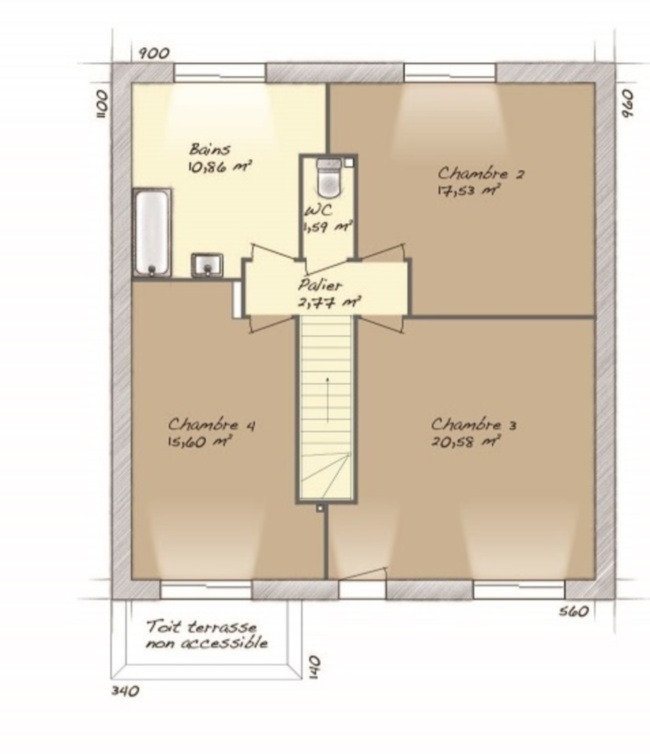 900
1100
960
Bains
10,86 m²
Chambre 2
17,53 m²
WC
1,59 m²
Palier
2,77 m²
Chambre 4
15,60 m²
Chambre 3
20,58 m²
560
Toit terrasse
non accessible
140
340